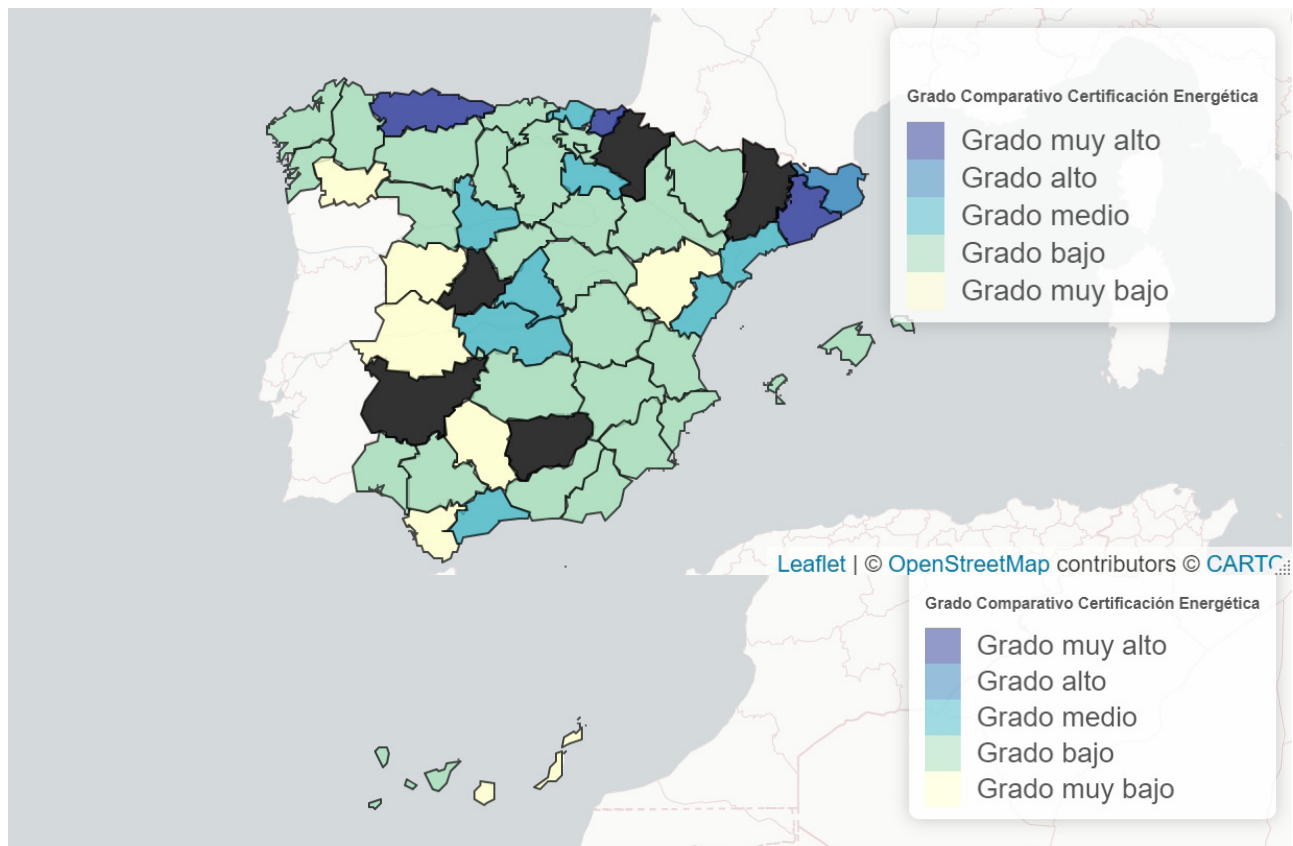 Grado Comparativo Certificación Energética
Grado muy alto
Grado alto
Grado medio
Grado bajo
Grado muy bajo
Leaflet | © OpenStreetMap contributors © CARTO
Grado Comparativo Certificación Energética
Grado muy alto
Grado alto
Grado medio
Grado bajo
Grado muy bajo